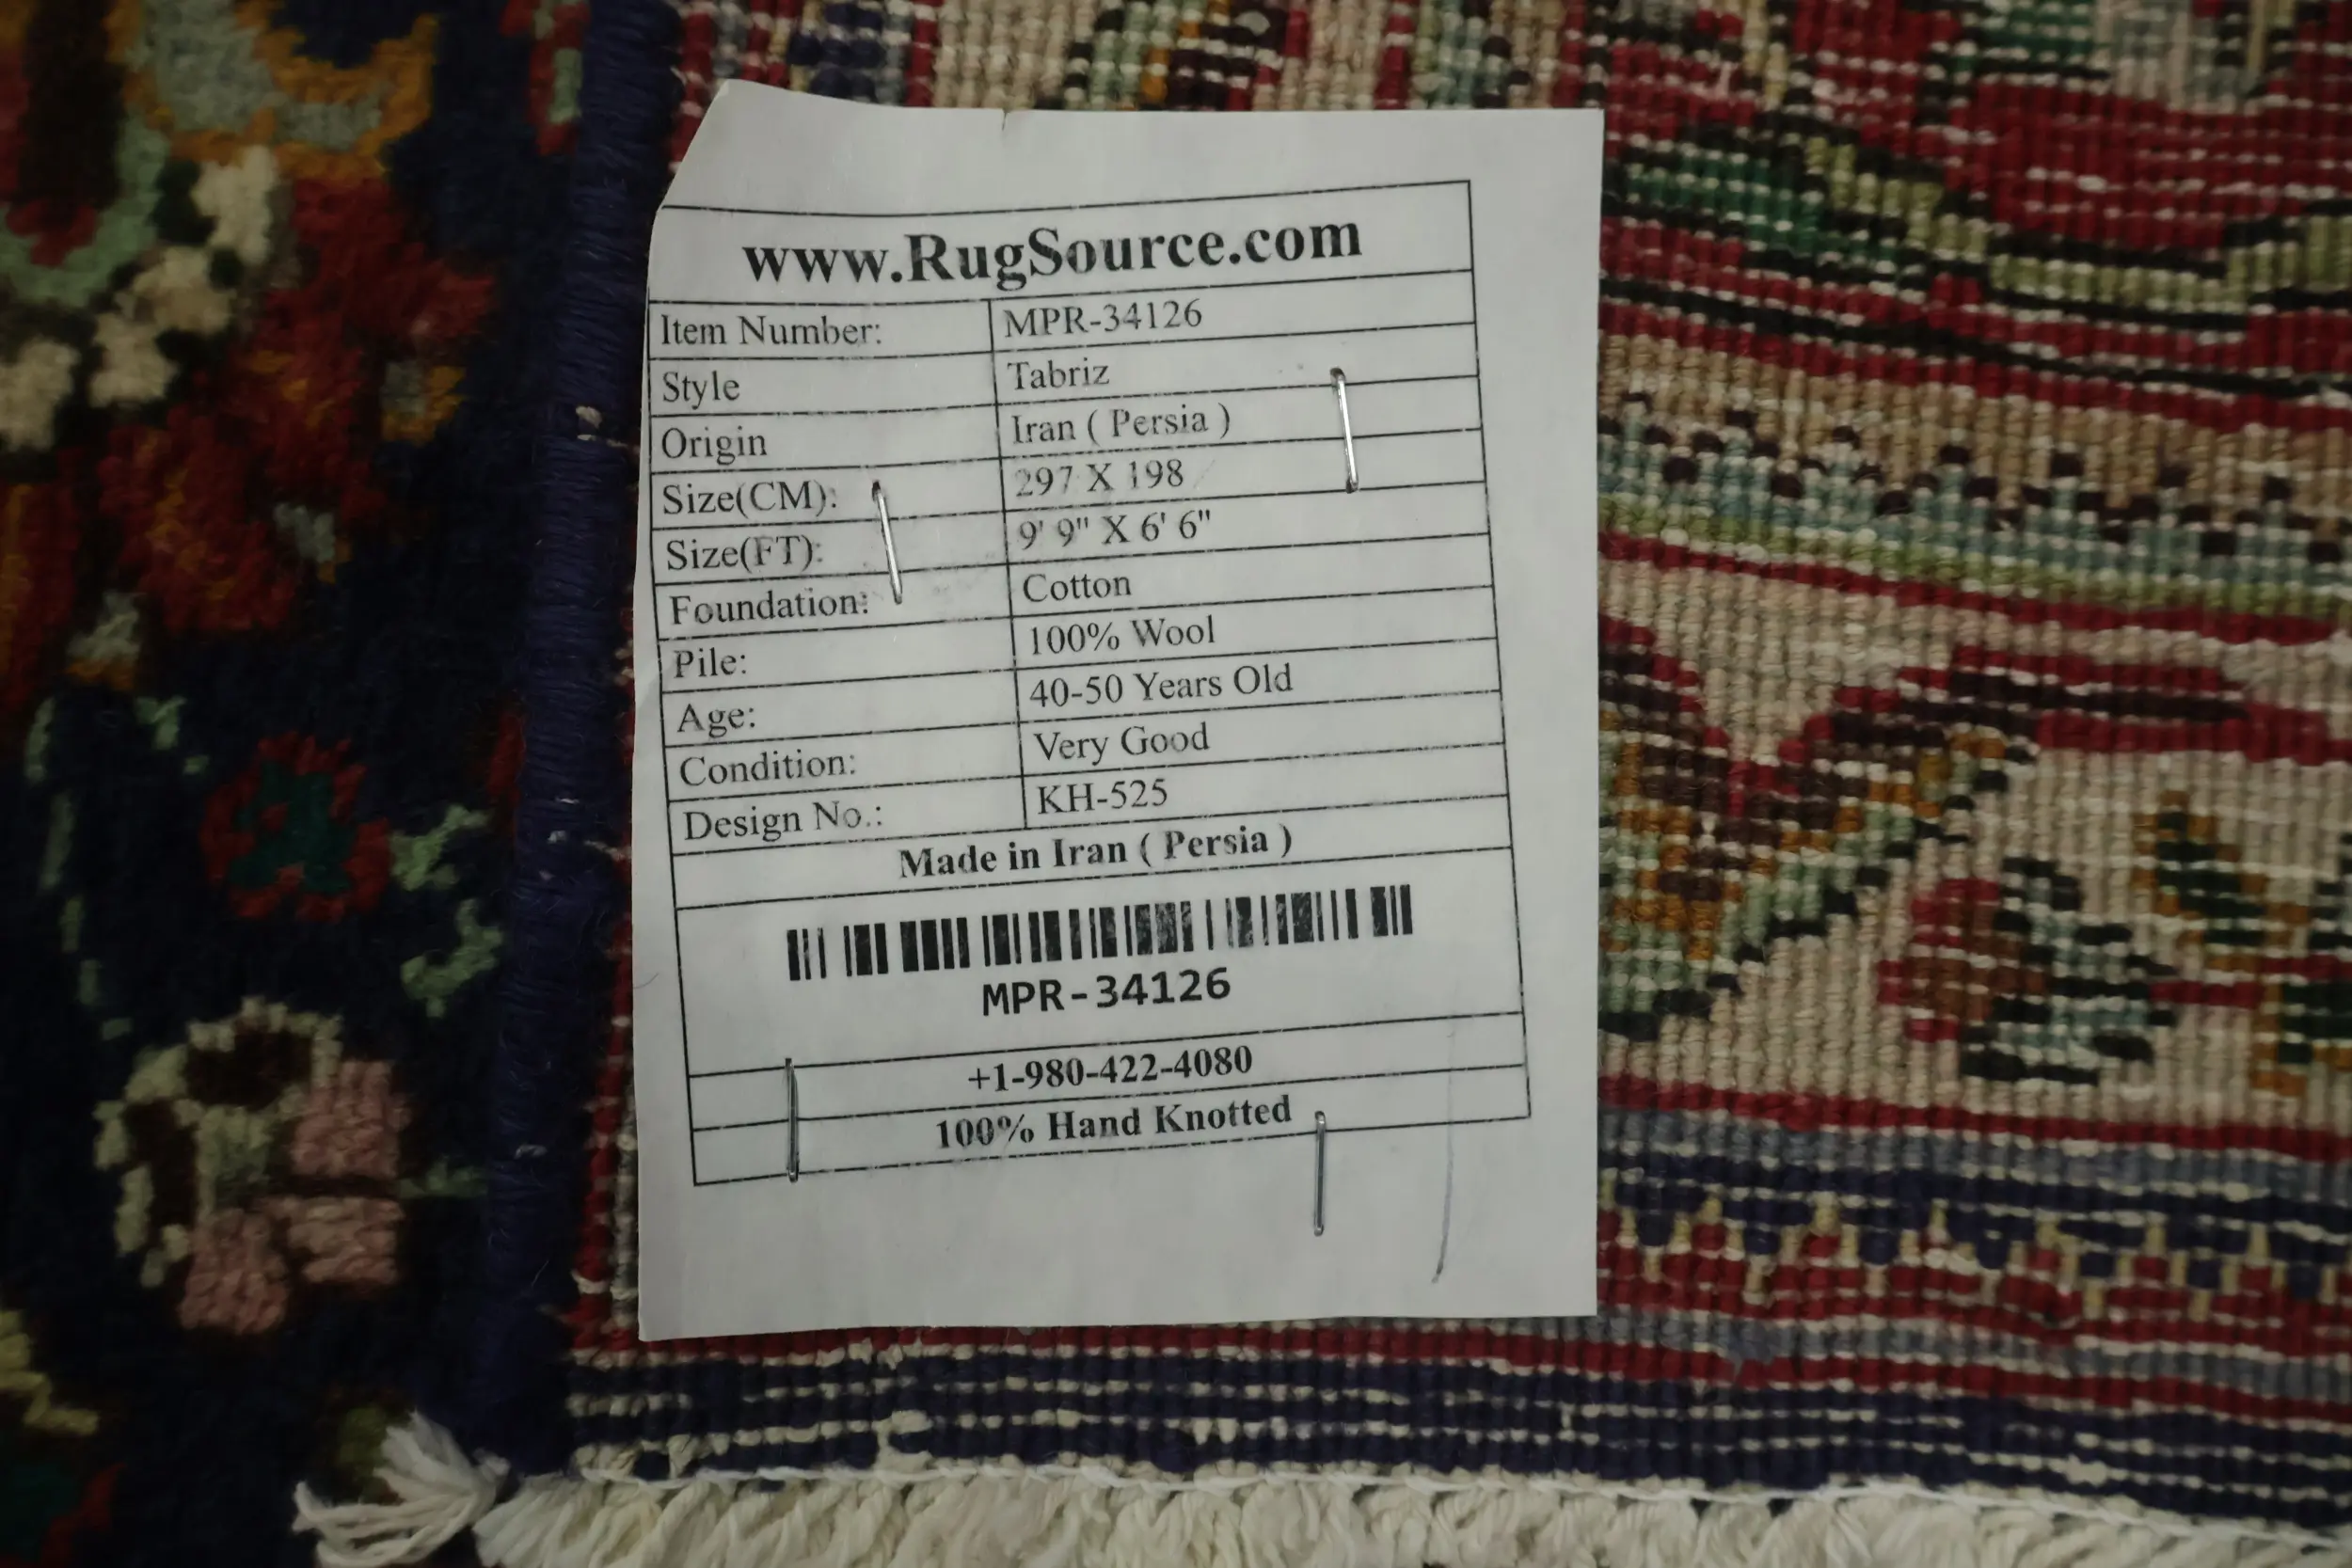 www.RugSource.com
Item Number: MPR-34126
Style Tabriz
Origin Iran ( Persia )
Size(CM): 297 X 198
Size(FT): 9' 9" X 6' 6"
Foundation: Cotton
Pile: 100% Wool
Age: 40-50 Years Old
Condition: Very Good
Design No.: KH-525
Made in Iran ( Persia )
MPR-34126
+1-980-422-4080
100% Hand Knotted